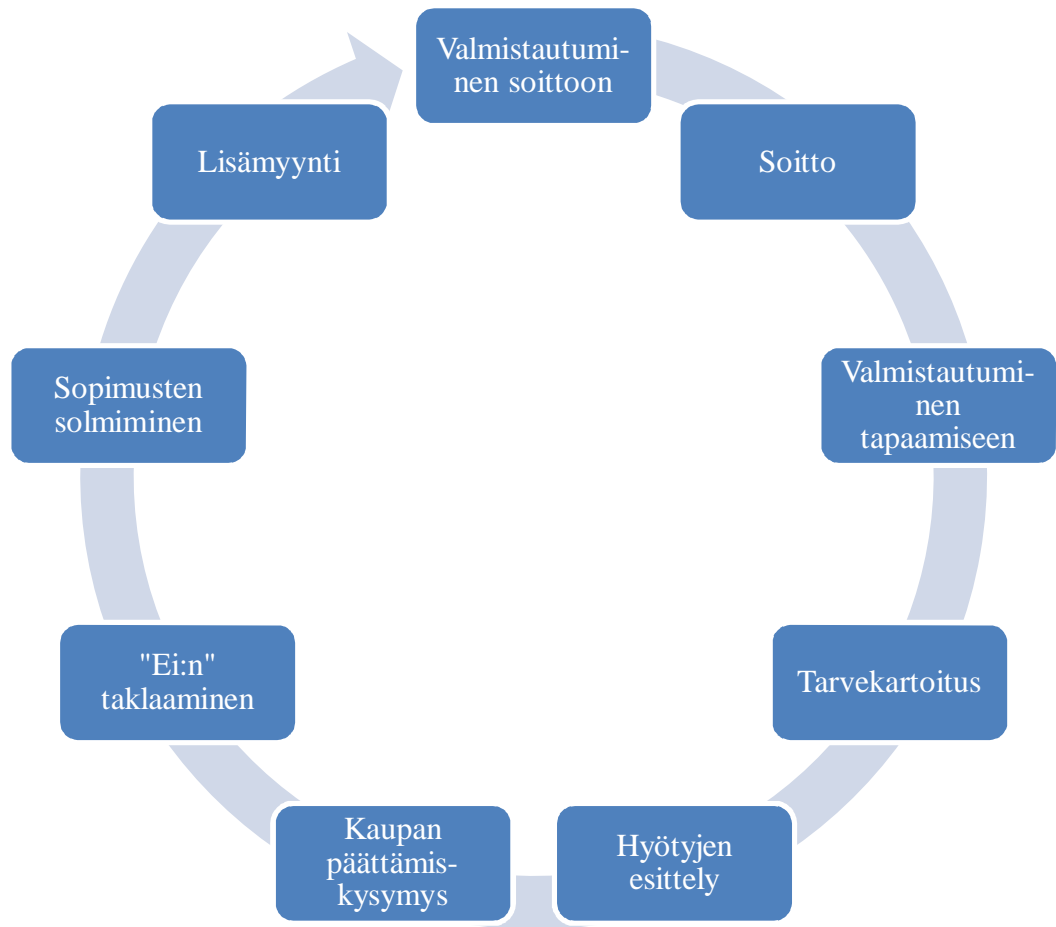 Valmistautumi-
nen soittoon
Soitto
Valmistautumi-
nen
tapaamiseen
Tarvekartoitus
Hyötyjen
esittely
Kaupan
päättämis-
kysymys
"Ei:n"
taklaaminen
Sopimusten
solmiminen
Lisämyynti